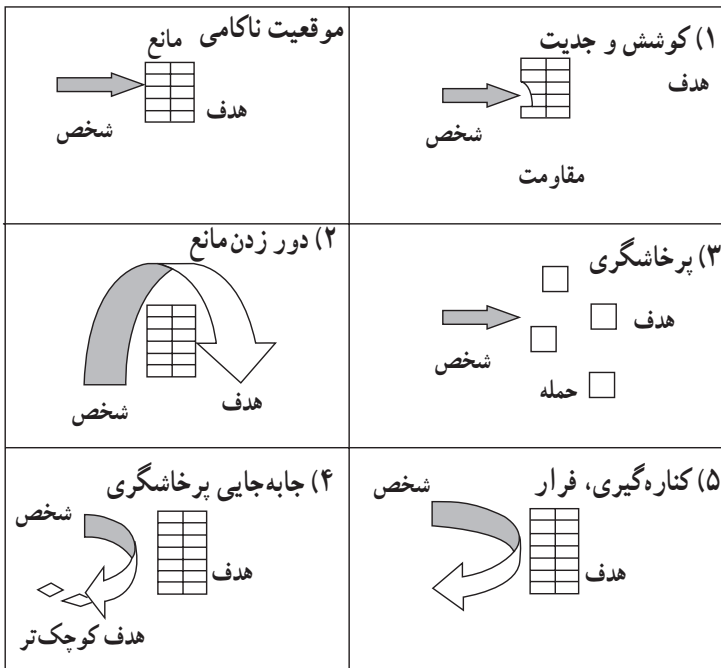 موقعیت ناکامی
مانع
هدف
شخص
۱) کوشش و جدیت
هدف
شخص
مقاومت
۲) دور زدن مانع
شخص
هدف
۳) پرخاشگری
هدف
شخص
حمله
۴) جابه‌جایی پرخاشگری
شخص
هدف
هدف کوچک‌تر
۵) کناره‌گیری، فرار
شخص
هدف